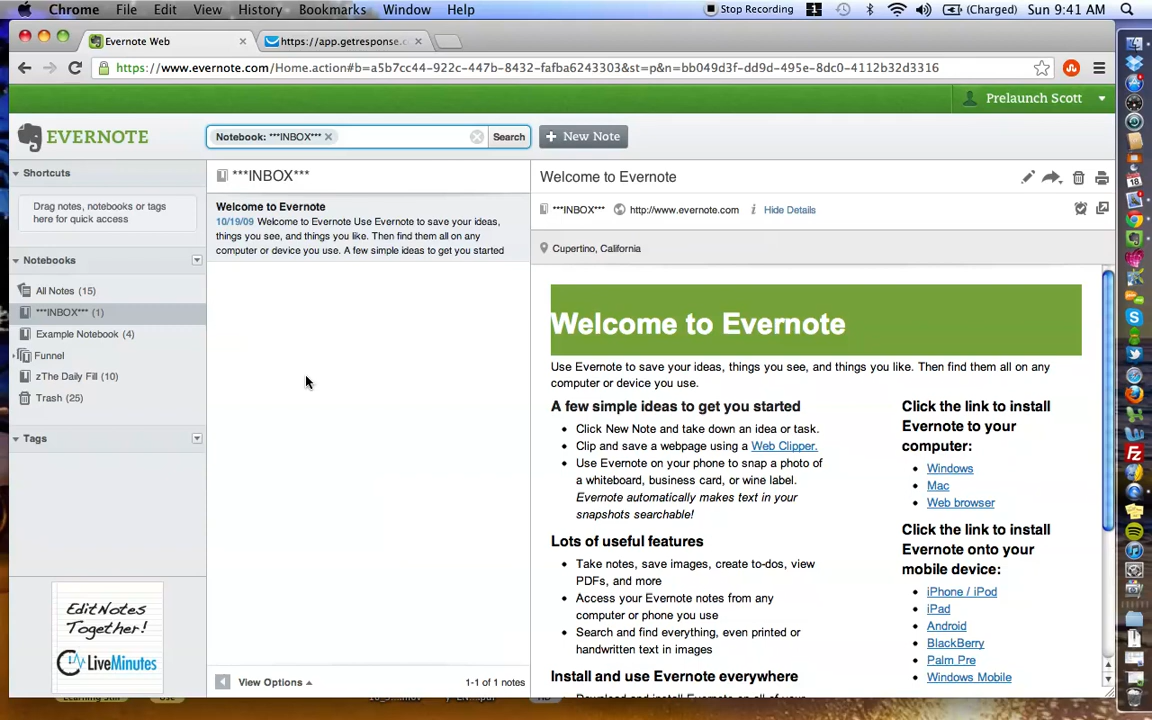 Chrome File Edit View History Bookmarks Window Help Stop Recording 1 (Charged) Sun 9:41 AM
Evernote Web × https://app.getresponse.c ×
https://www.evernote.com/Home.action#b=a5b7cc44-922c-447b-8432-fafba6243303&st=p&n=bb049d3f-dd9d-495e-8dc0-4112b32d3316
Prelaunch Scott
EVERNOTE
Notebook: ***INBOX*** ×
Search
+ New Note
Shortcuts
Drag notes, notebooks or tags
here for quick access
Notebooks
All Notes (15)
***INBOX*** (1)
Example Notebook (4)
Funnel
zThe Daily Fill (10)
Trash (25)
Tags
EditNotes
Together!
LiveMinutes
***INBOX***
Welcome to Evernote
10/19/09 Welcome to Evernote Use Evernote to save your ideas,
things you see, and things you like. Then find them all on any
computer or device you use. A few simple ideas to get you started
View Options
1-1 of 1 notes
Welcome to Evernote
***INBOX*** http://www.evernote.com i Hide Details
Cupertino, California
Welcome to Evernote
Use Evernote to save your ideas, things you see, and things you like. Then find them all on any
computer or device you use.
A few simple ideas to get you started
• Click New Note and take down an idea or task.
• Clip and save a webpage using a Web Clipper.
• Use Evernote on your phone to snap a photo of
a whiteboard, business card, or wine label.
Evernote automatically makes text in your
snapshots searchable!
Lots of useful features
• Take notes, save images, create to-dos, view
PDFs, and more
• Access your Evernote notes from any
computer or phone you use
• Search and find everything, even printed or
handwritten text in images
Install and use Evernote everywhere
Click the link to install
Evernote to your
computer:
• Windows
• Mac
• Web browser
Click the link to install
Evernote onto your
mobile device:
• iPhone / iPod
• iPad
• Android
• BlackBerry
• Palm Pre
• Windows Mobile